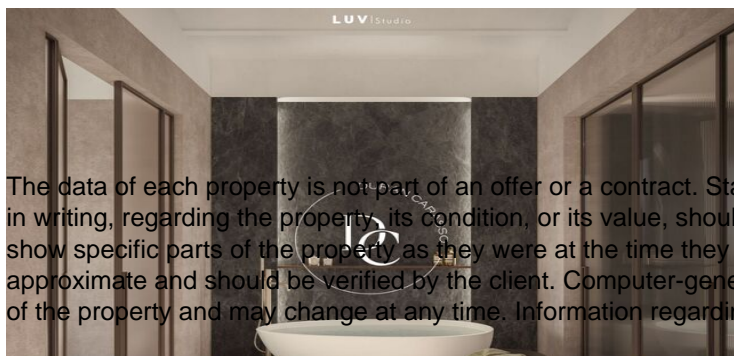 LUV Studio
The data of each property is not part of an offer or a contract. Sta
in writing, regarding the property, its condition, or its value, shoul
show specific parts of the property as they were at the time they
approximate and should be verified by the client. Computer-gene
of the property and may change at any time. Information regardin